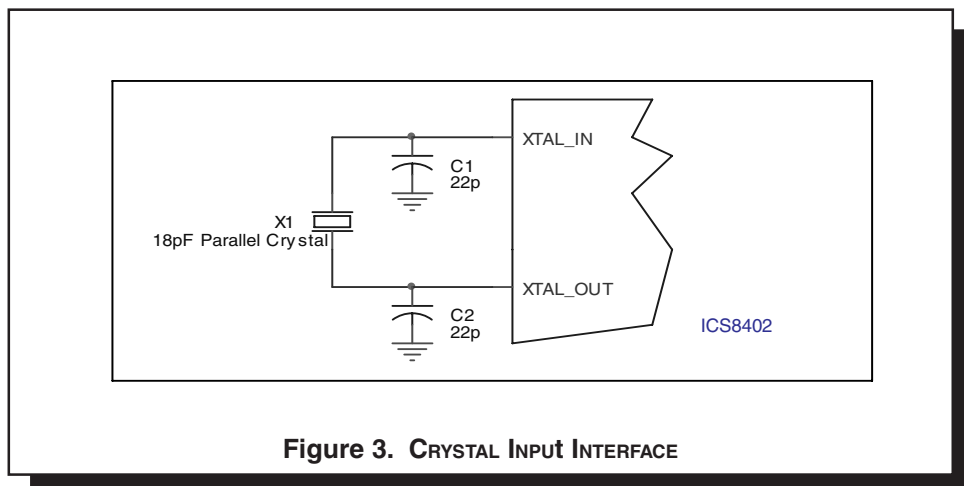 XTAL_IN
C1
22p
X1
18pF Parallel Crystal
XTAL_OUT
C2
22p
ICS8402
Figure 3. CRYSTAL INPUt INTERFACE